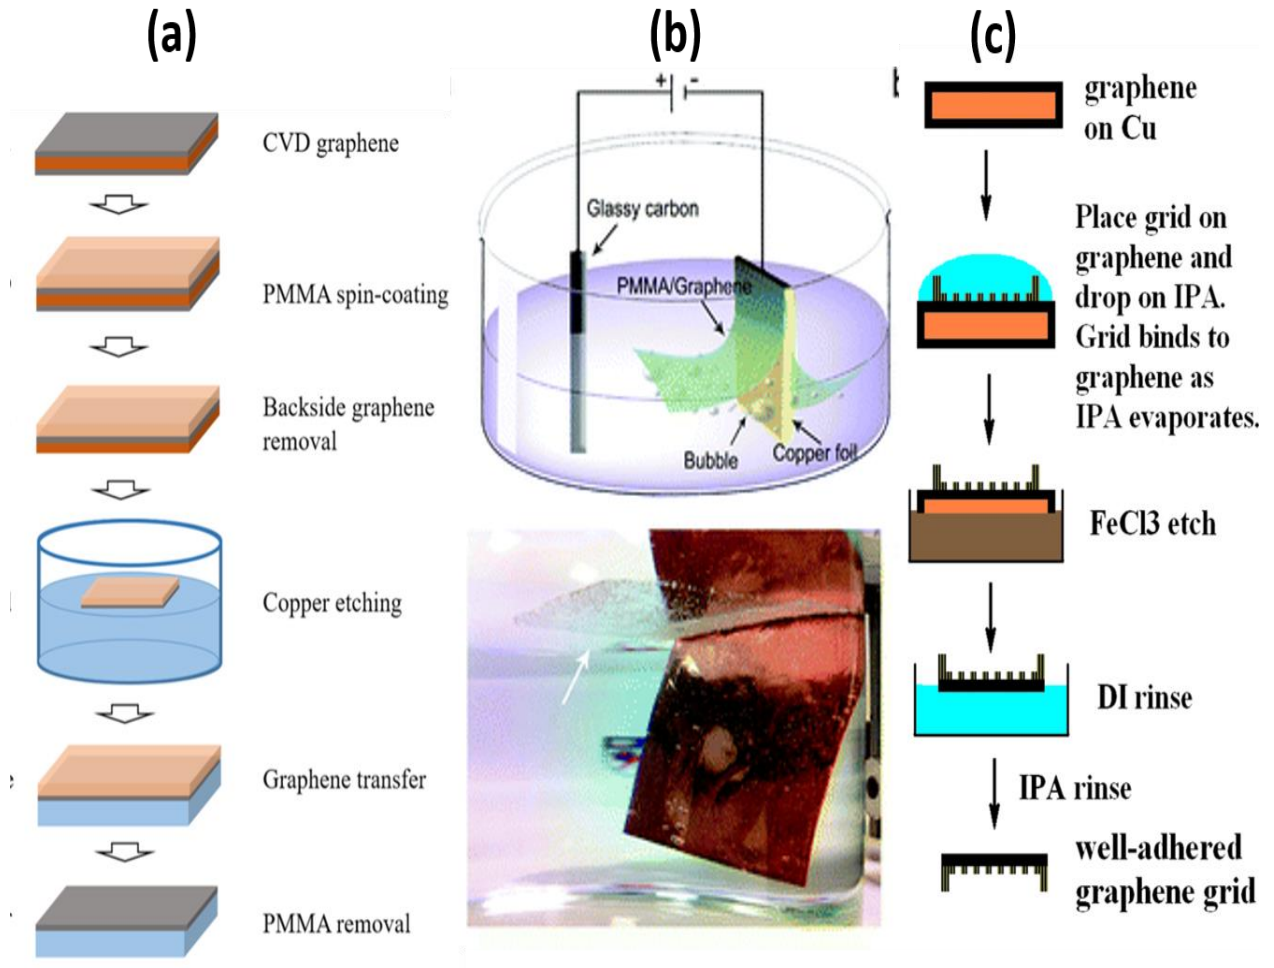 (a)
CVD graphene
PMMA spin-coating
Backside graphene
removal
Copper etching
Graphene transfer
PMMA removal
(b)
+ -
Glassy carbon
PMMA/Graphene
Bubble
Copper foil
(c)
graphene
on Cu
Place grid on
graphene and
drop on IPA.
Grid binds to
graphene as
IPA evaporates.
FeCl3 etch
DI rinse
IPA rinse
well-adhered
graphene grid